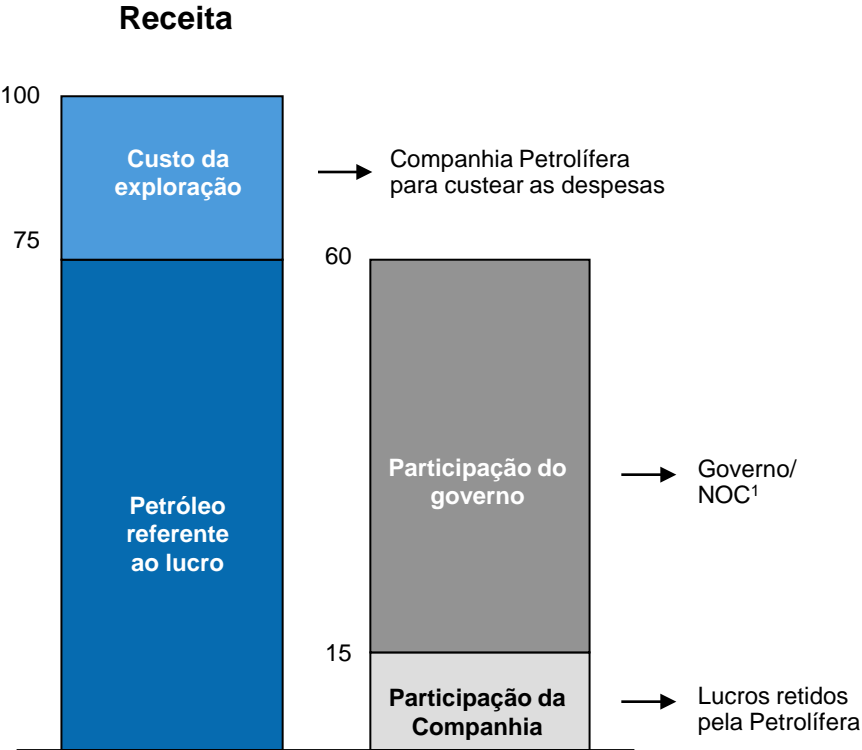 Receita
100
Custo da
exploração
Companhia Petrolífera
para custear as despesas
75
60
Participação do
governo
Governo/
NOC¹
Petróleo
referente
ao lucro
15
Participação da
Companhia
Lucros retidos
pela Petrolífera